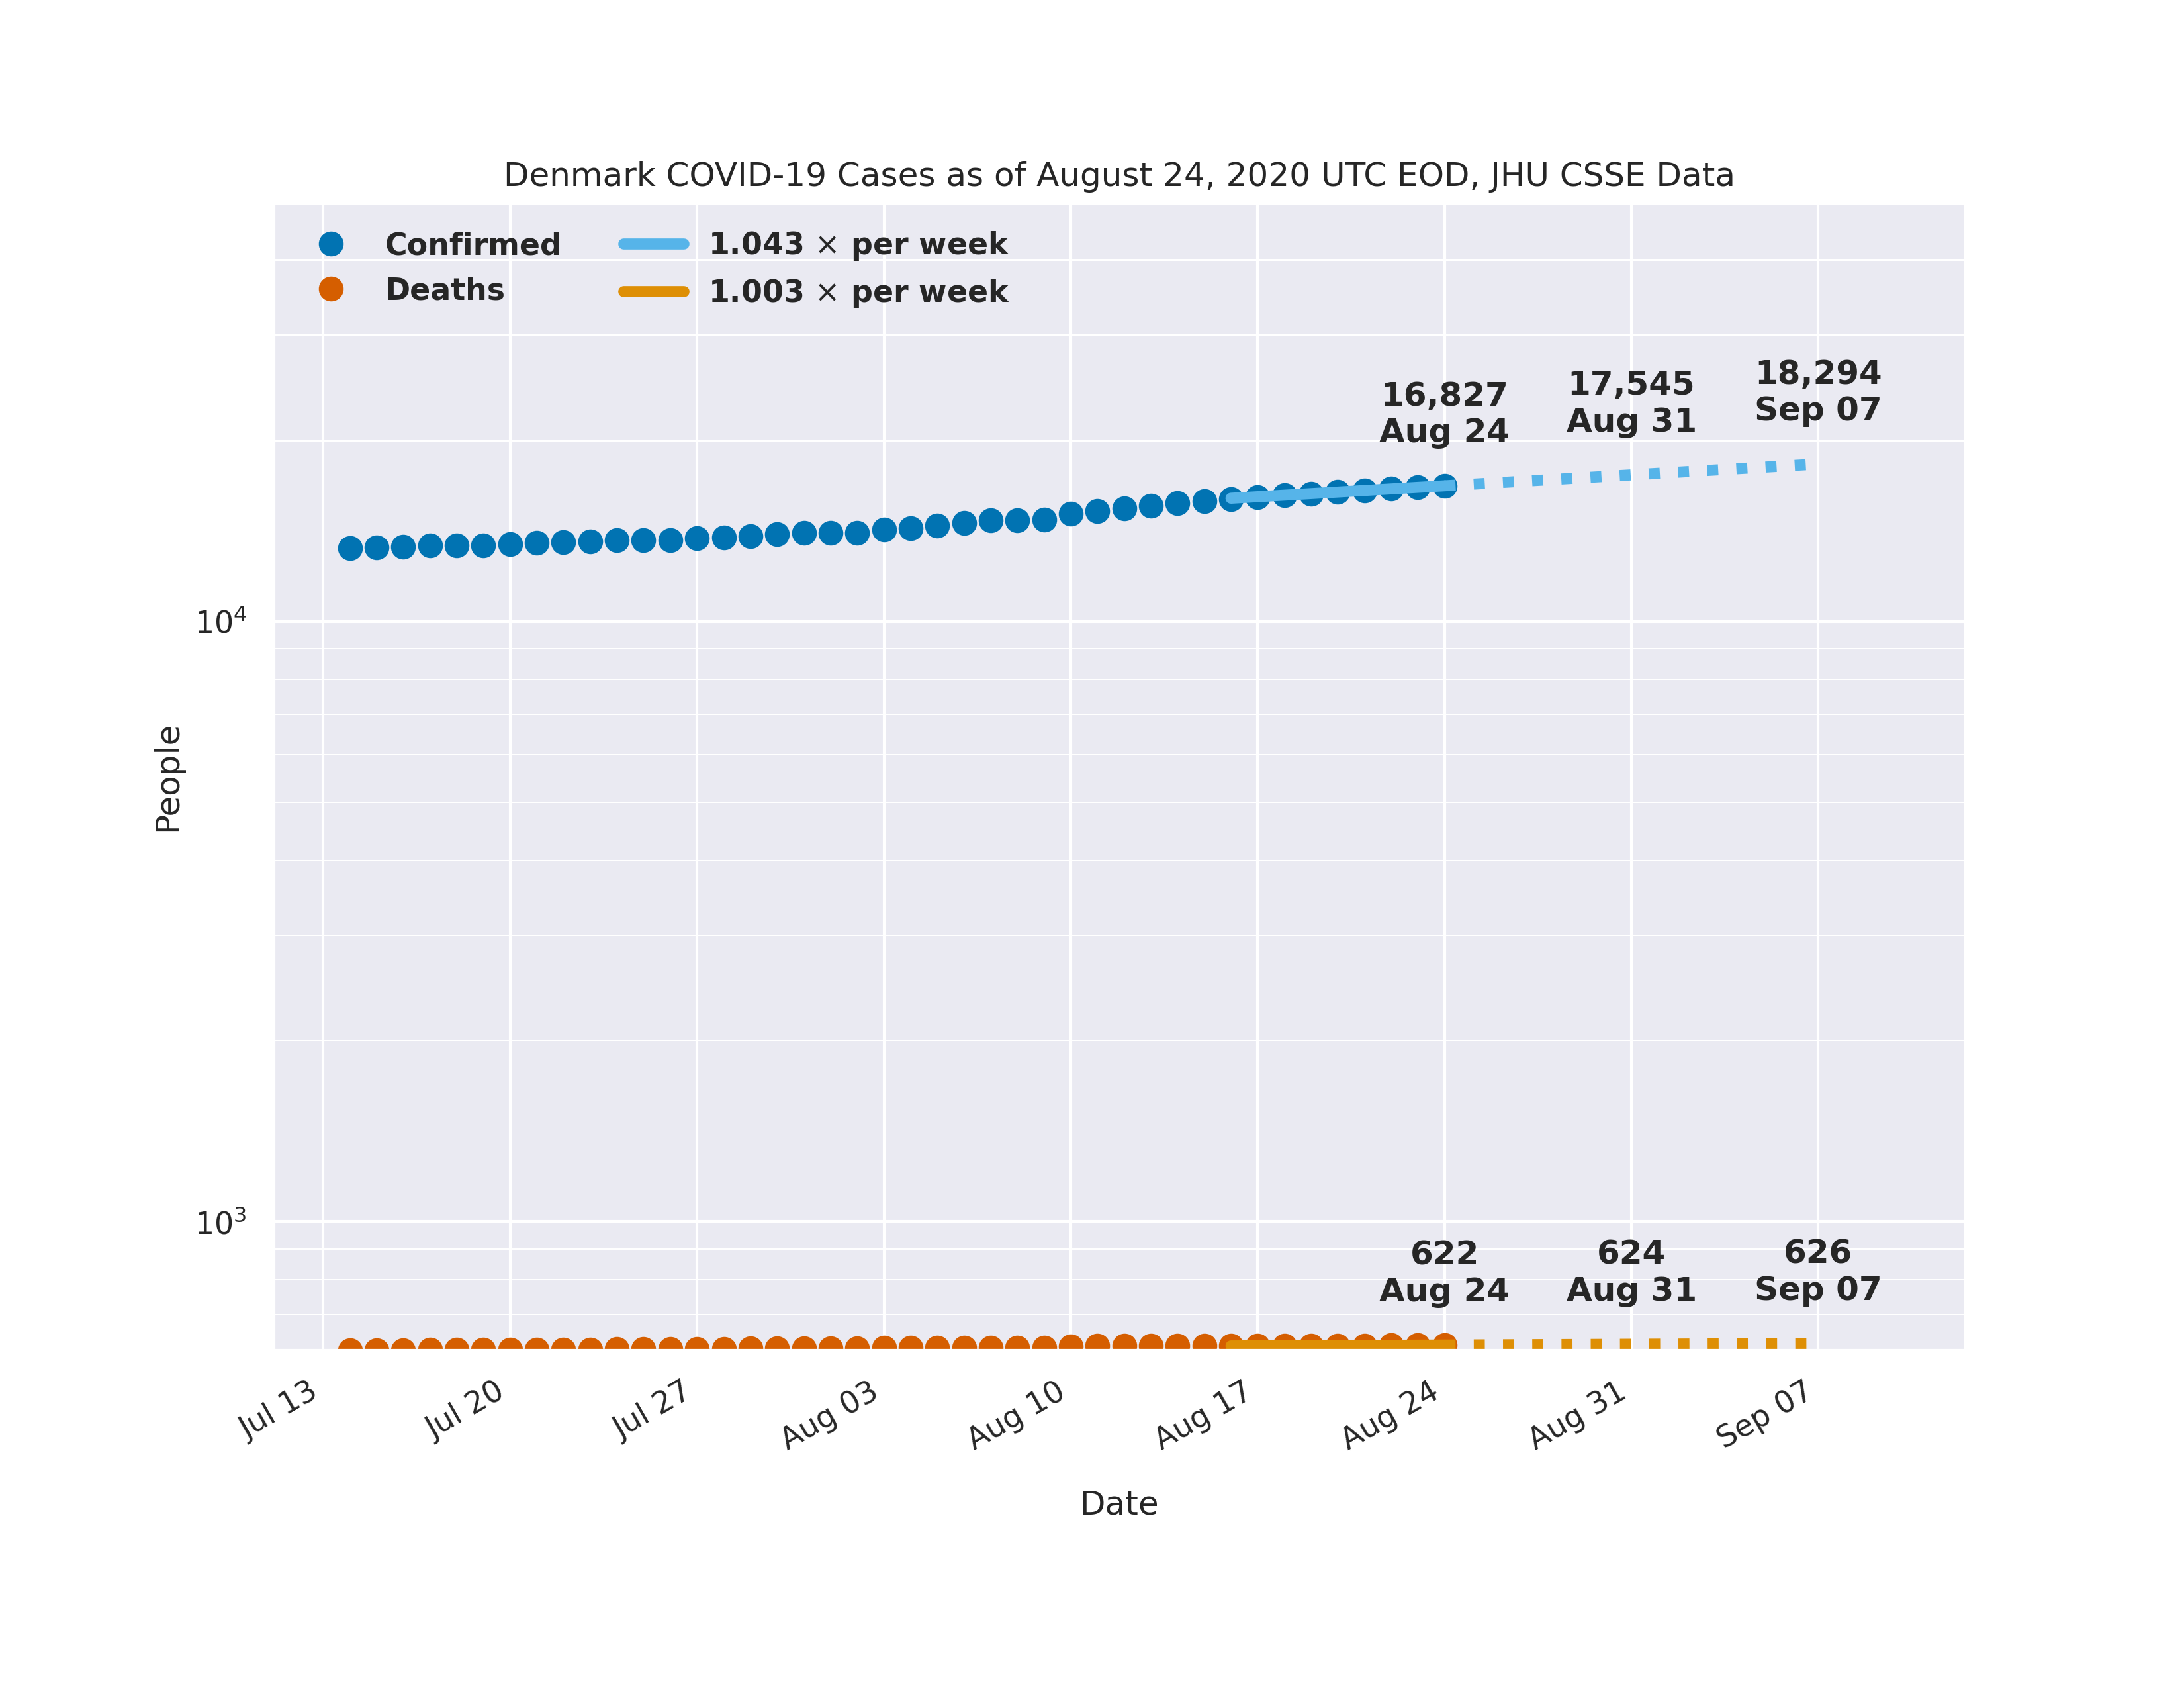 Denmark COVID-19 Cases as of August 24, 2020 UTC EOD, JHU CSSE Data
Confirmed
Deaths
1.043 × per week
1.003 × per week
16,827
Aug 24
17,545
Aug 31
18,294
Sep 07
10⁴
People
10³
622
Aug 24
624
Aug 31
626
Sep 07
Jul 13
Jul 20
Jul 27
Aug 03
Aug 10
Aug 17
Aug 24
Aug 31
Sep 07
Date